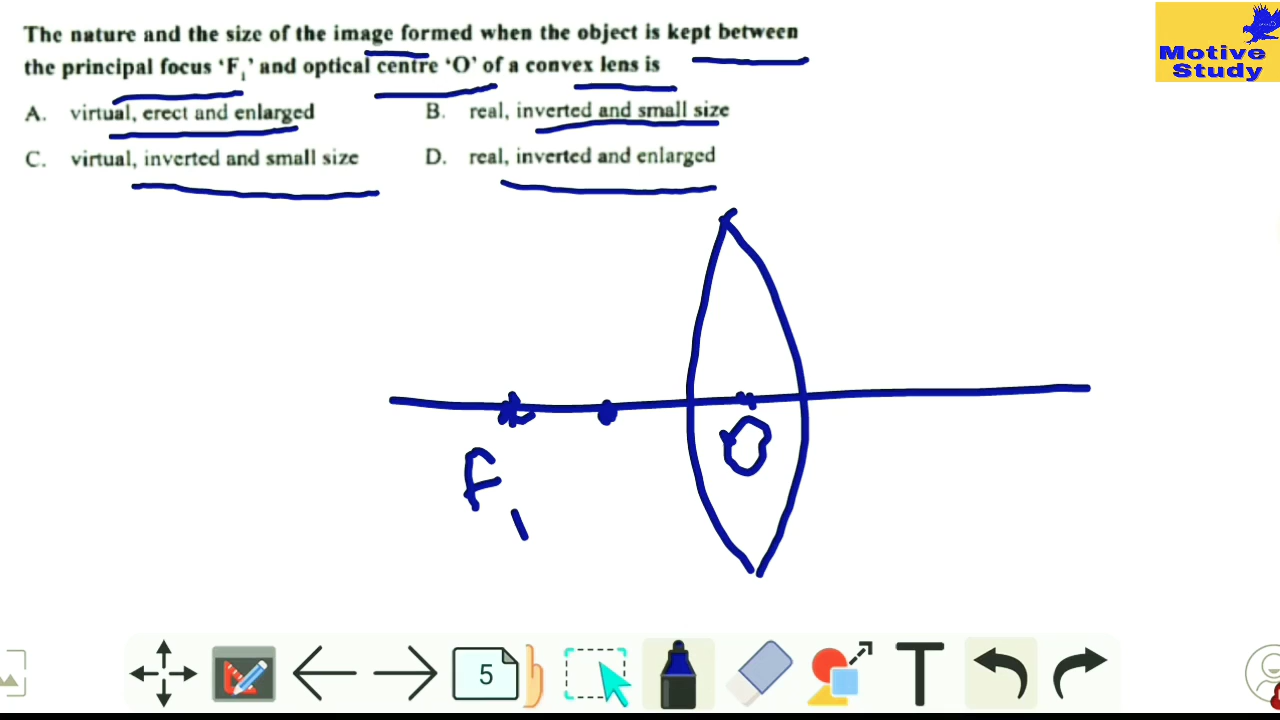 The nature and the size of the image formed when the object is kept between
the principal focus ‘F₁’ and optical centre ‘O’ of a convex lens is
A. virtual, erect and enlarged B. real, inverted and small size
C. virtual, inverted and small size D. real, inverted and enlarged
Motive
Study
O
F₁
5
T